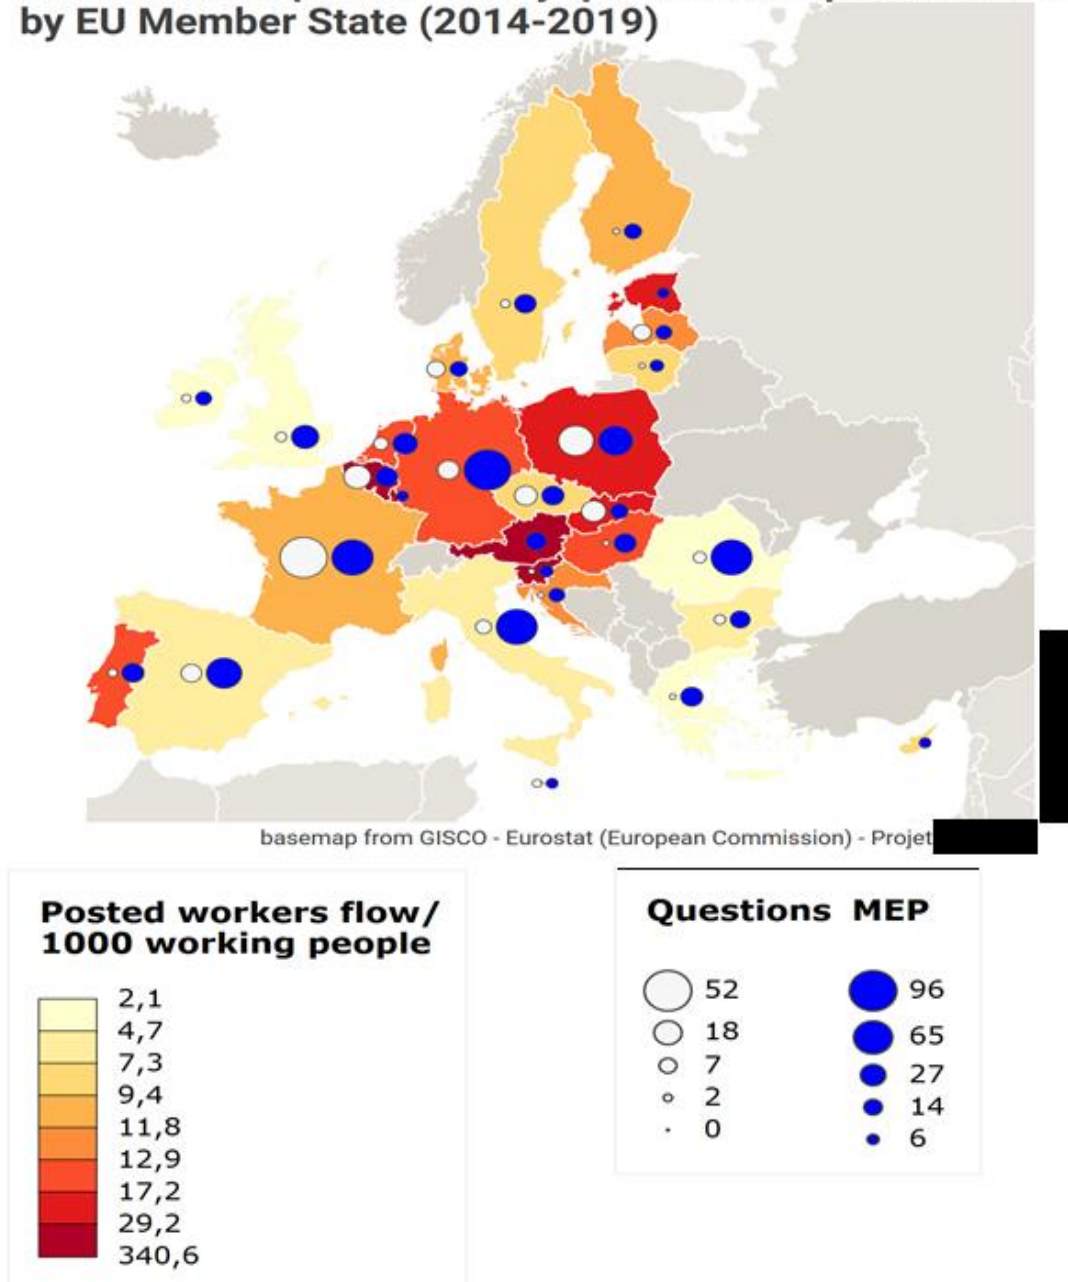 by EU Member State (2014-2019)
basemap from GISCO - Eurostat (European Commission) - Projet
Posted workers flow/
1000 working people
2,1
4,7
7,3
9,4
11,8
12,9
17,2
29,2
340,6
Questions MEP
52 96
18 65
7 27
2 14
0 6